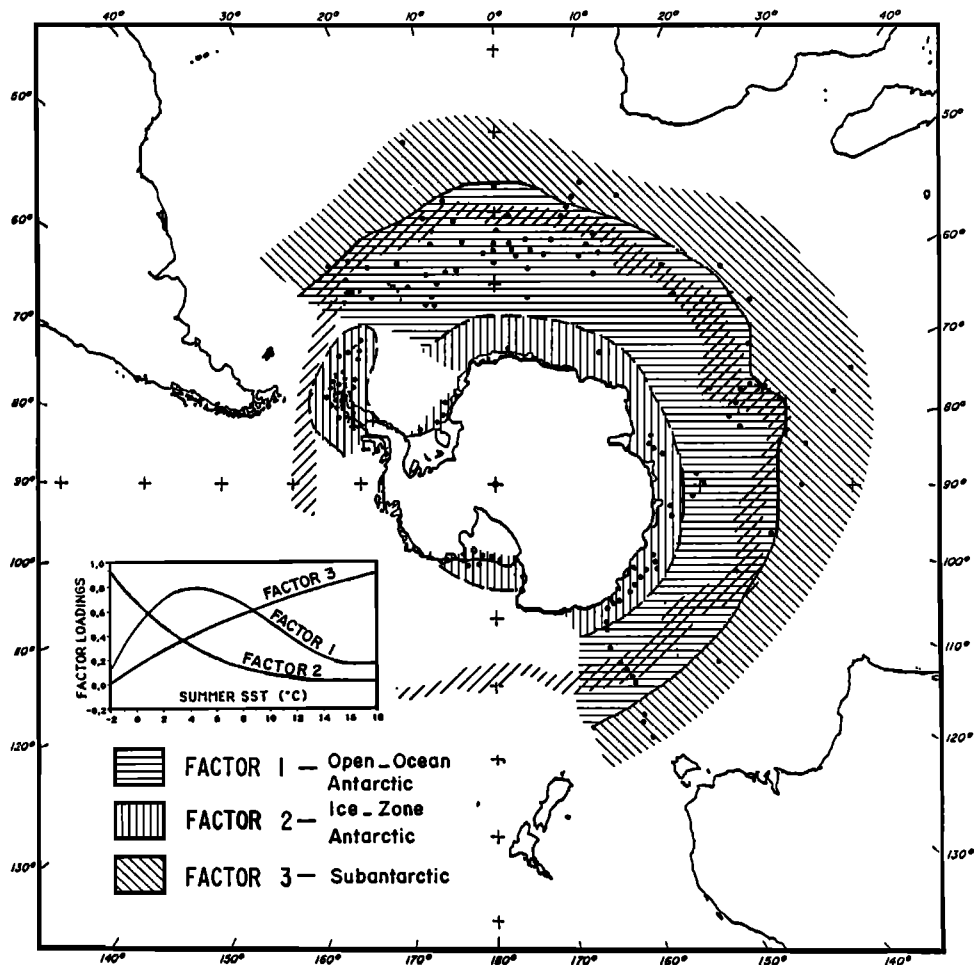 40° 30° 20° 10° 0° 10° 20° 30° 40°
50° 50°
60° 60°
70° 70°
80° 80°
90° 90°
100° 100°
110° 110°
120° 120°
130° 130°
FACTOR LOADINGS
1,0
0,8
0,6
0,4
0,2
0,0
-0,2
FACTOR 3
FACTOR 1
FACTOR 2
-2 0 2 4 6 8 10 12 14 16 18
SUMMER SST (°C)
FACTOR 1 — Open_Ocean
Antarctic
FACTOR 2 — Ice_Zone
Antarctic
FACTOR 3 — Subantarctic
140° 150° 160° 170° 180° 170° 160° 150° 140°